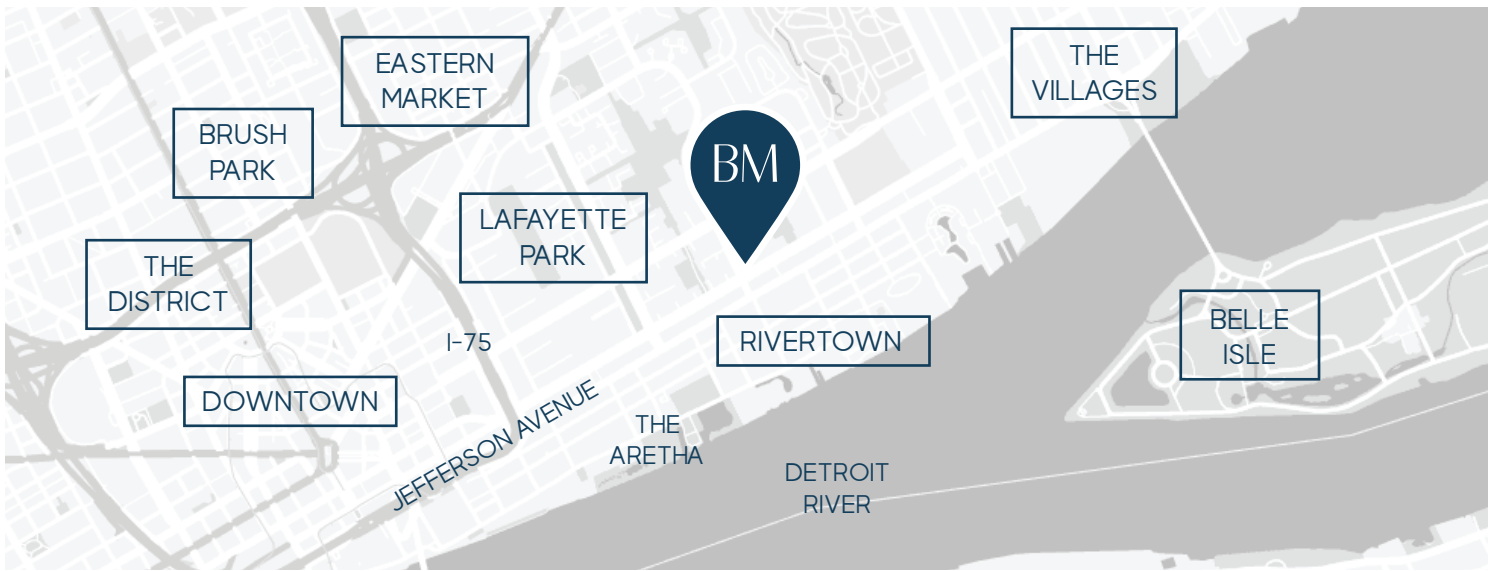 EASTERN
MARKET
THE
VILLAGES
BRUSH
PARK
BM
LAFAYETTE
PARK
THE
DISTRICT
I-75
RIVERTOWN
BELLE
ISLE
DOWNTOWN
JEFFERSON AVENUE
THE
ARETHA
DETROIT
RIVER